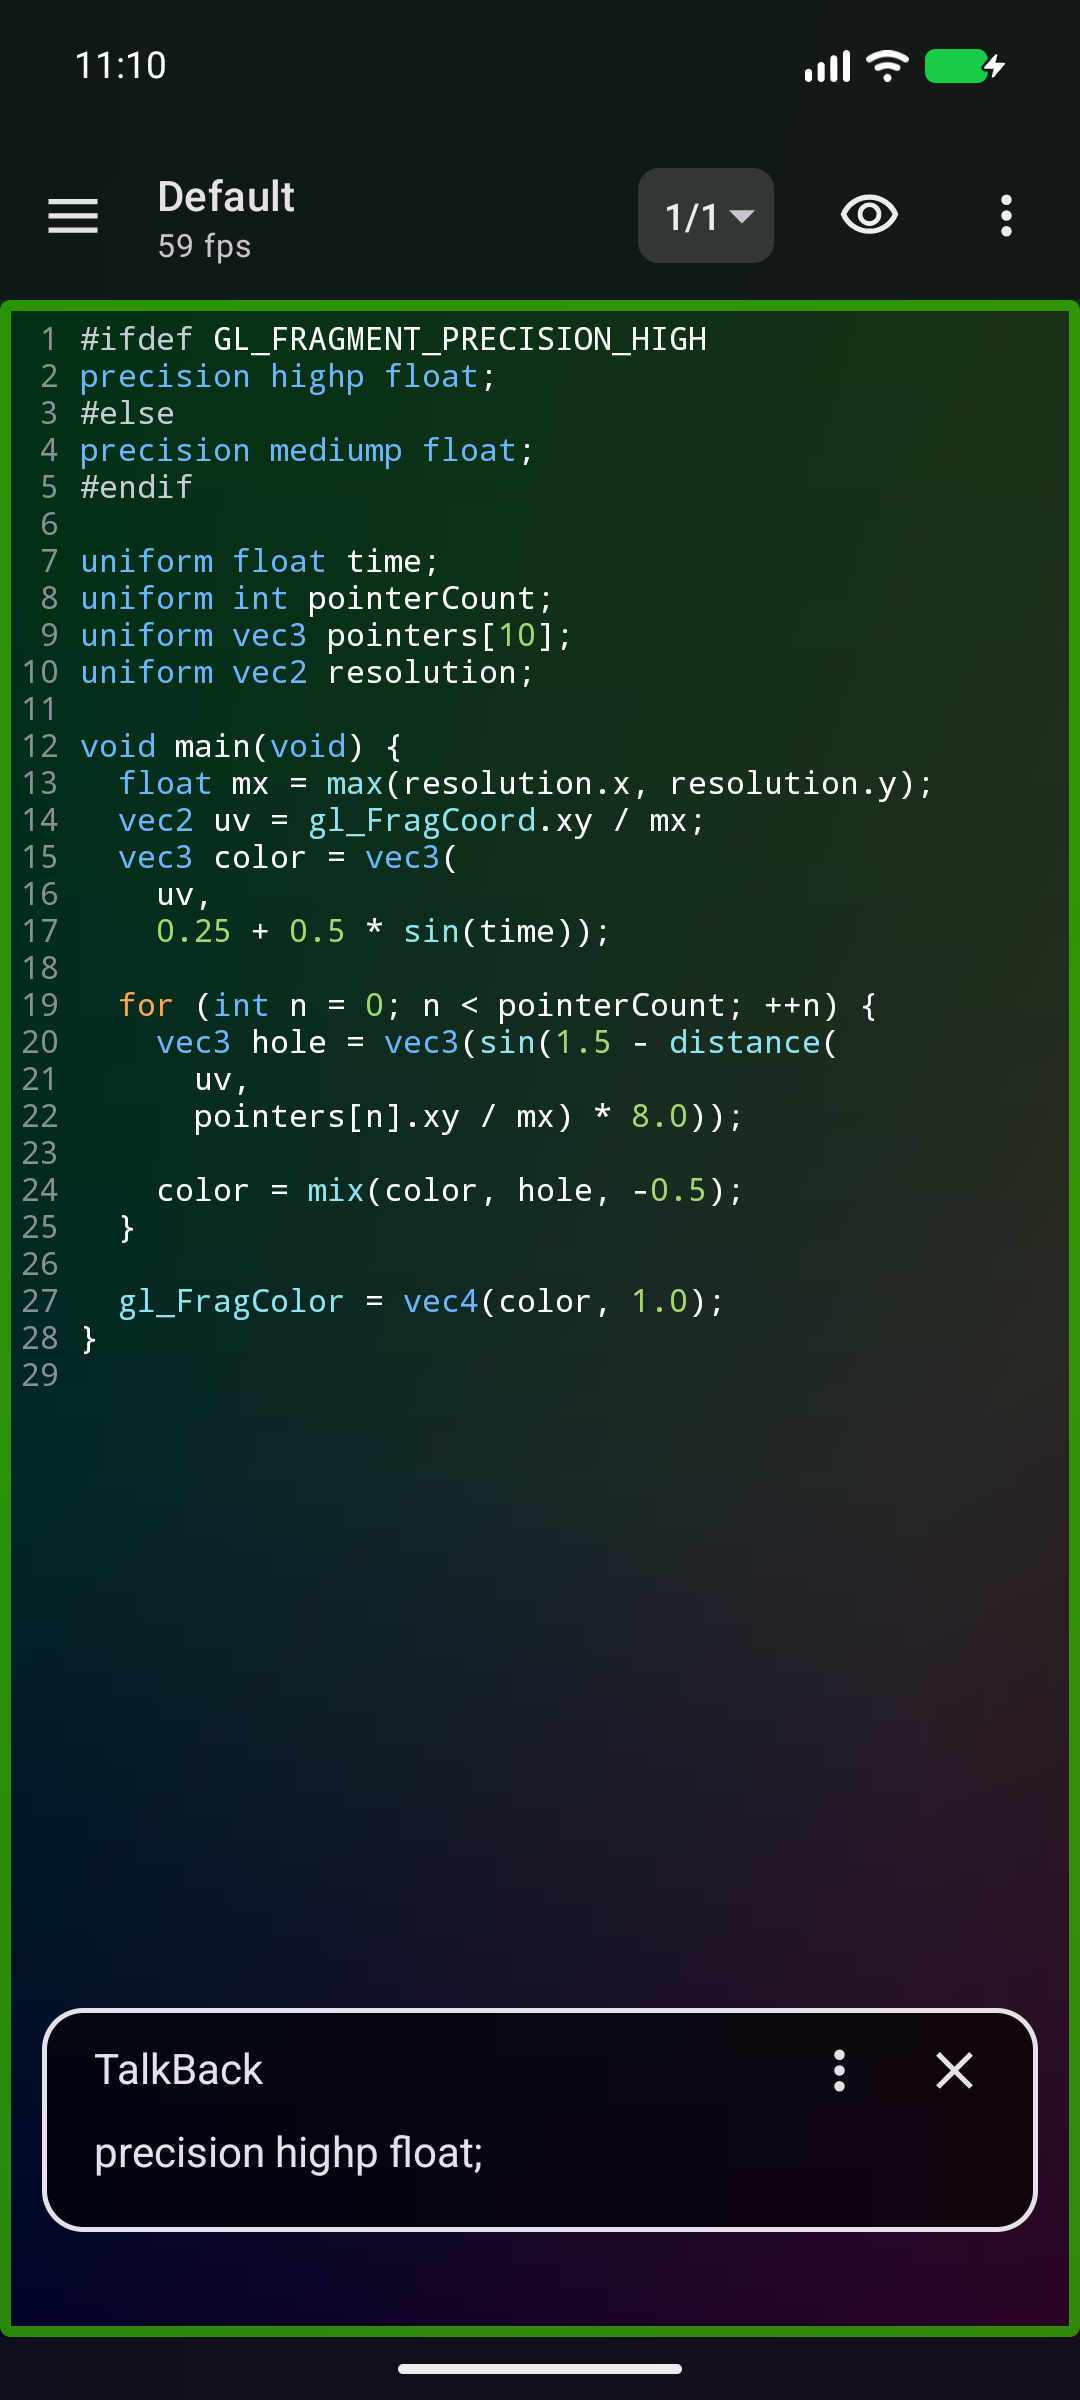 11:10
Default
59 fps
1/1
1 #ifdef GL_FRAGMENT_PRECISION_HIGH
2 precision highp float;
3 #else
4 precision mediump float;
5 #endif
6
7 uniform float time;
8 uniform int pointerCount;
9 uniform vec3 pointers[10];
10 uniform vec2 resolution;
11
12 void main(void) {
13   float mx = max(resolution.x, resolution.y);
14   vec2 uv = gl_FragCoord.xy / mx;
15   vec3 color = vec3(
16     uv,
17     0.25 + 0.5 * sin(time));
18
19   for (int n = 0; n < pointerCount; ++n) {
20     vec3 hole = vec3(sin(1.5 - distance(
21       uv,
22       pointers[n].xy / mx) * 8.0));
23
24     color = mix(color, hole, -0.5);
25   }
26
27   gl_FragColor = vec4(color, 1.0);
28 }
29
TalkBack
precision highp float;